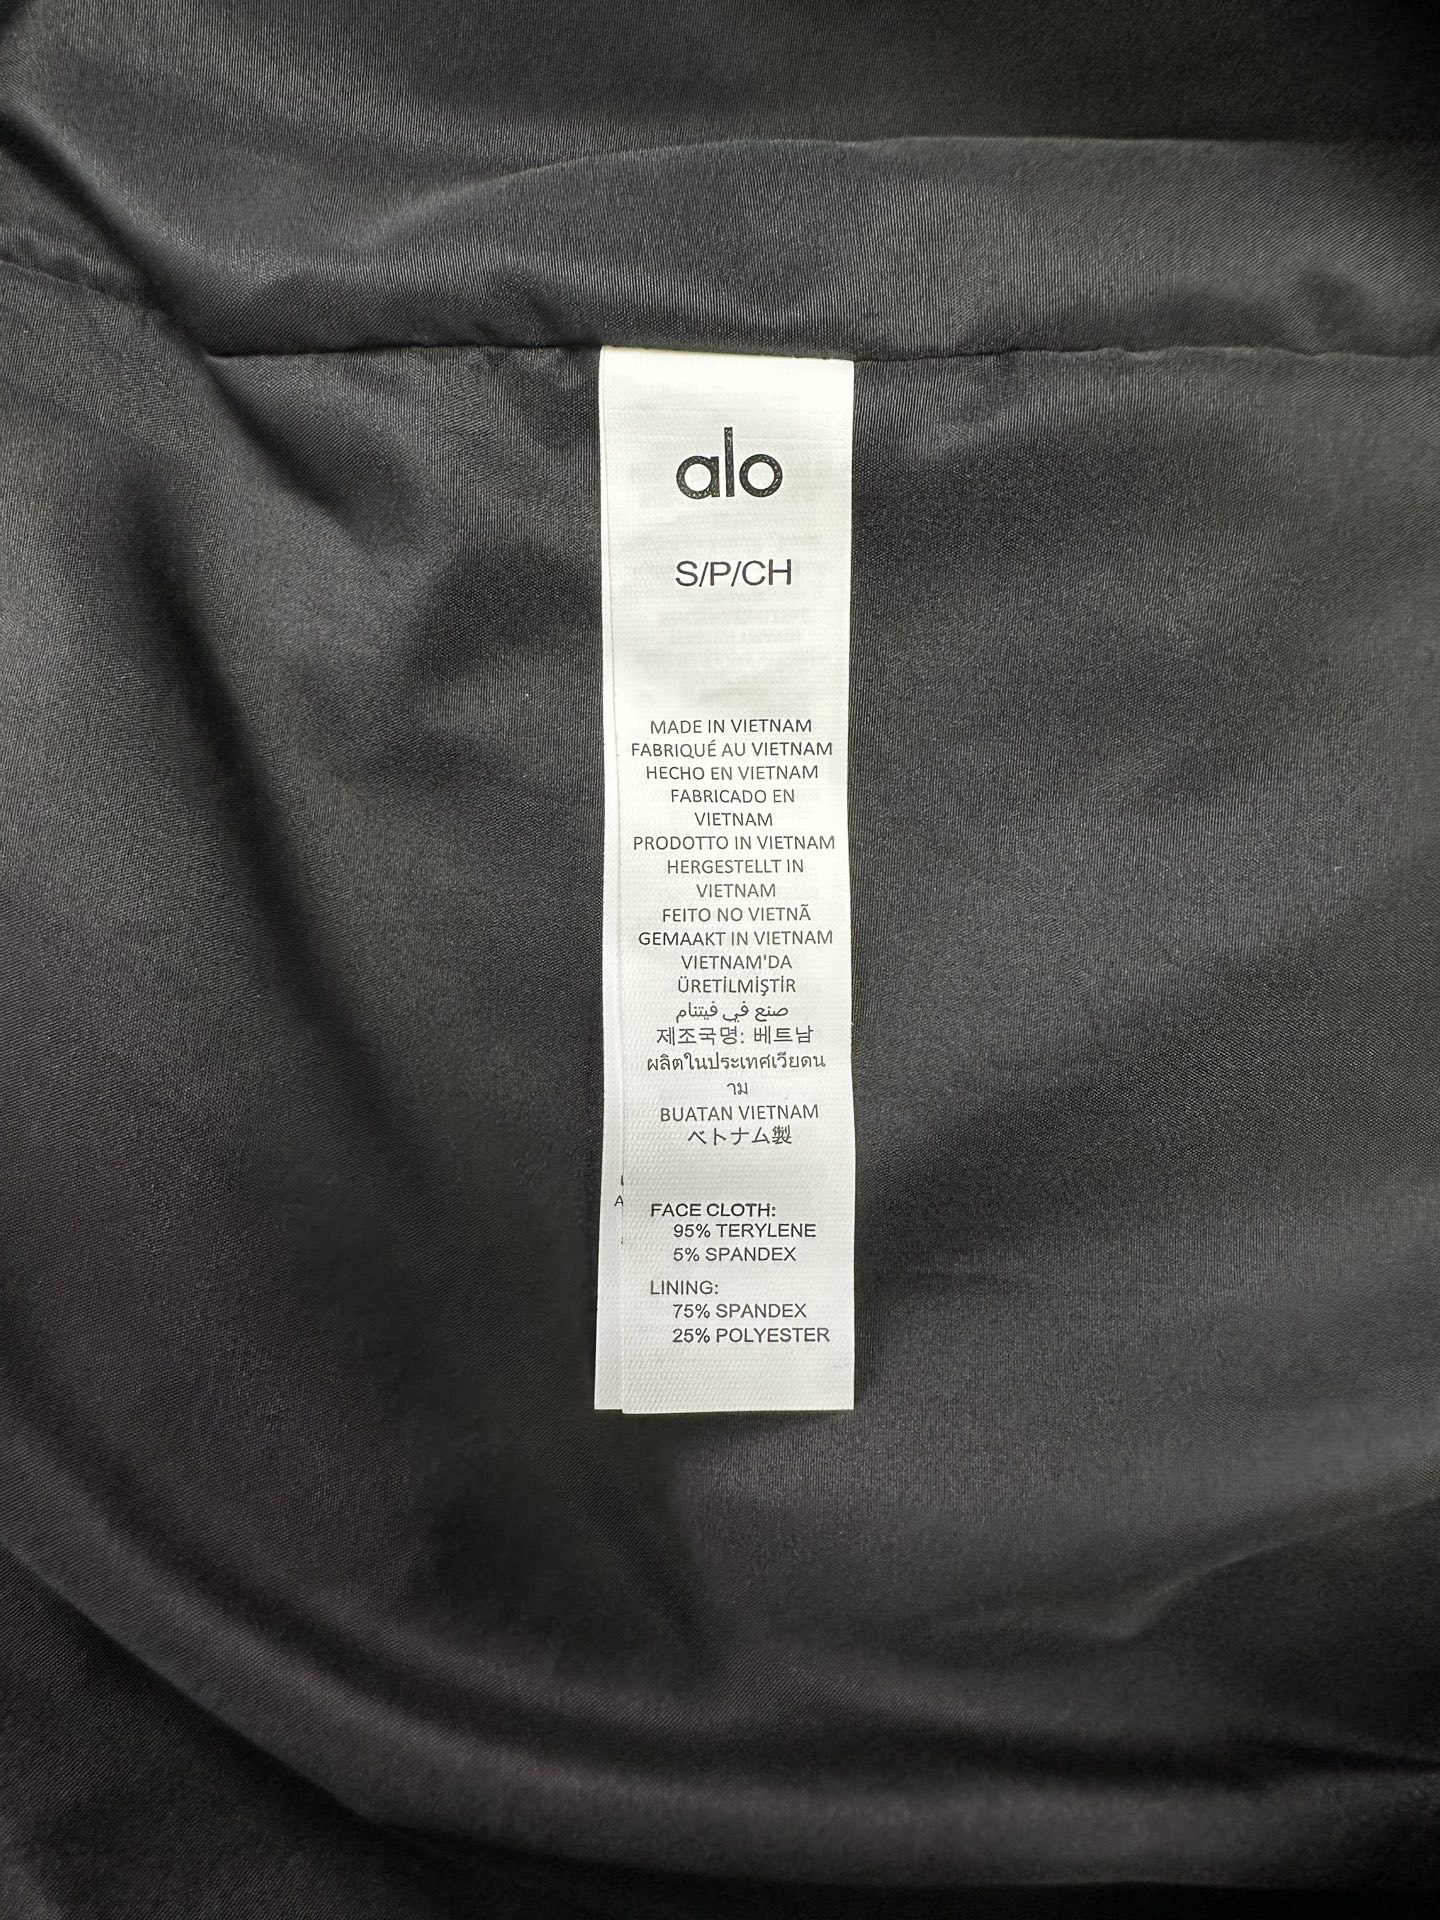 alo
S/P/CH
MADE IN VIETNAM
FABRIQUÉ AU VIETNAM
HECHO EN VIETNAM
FABRICADO EN
VIETNAM
PRODOTTO IN VIETNAM
HERGESTELLT IN
VIETNAM
FEITO NO VIETNÃ
GEMAAKT IN VIETNAM
VIETNAM'DA
ÜRETİLMİŞTİR
صنع في فيتنام
제조국명: 베트남
ผลิตในประเทศเวียดน
าม
BUATAN VIETNAM
ベトナム製
FACE CLOTH:
95% TERYLENE
5% SPANDEX
LINING:
75% SPANDEX
25% POLYESTER